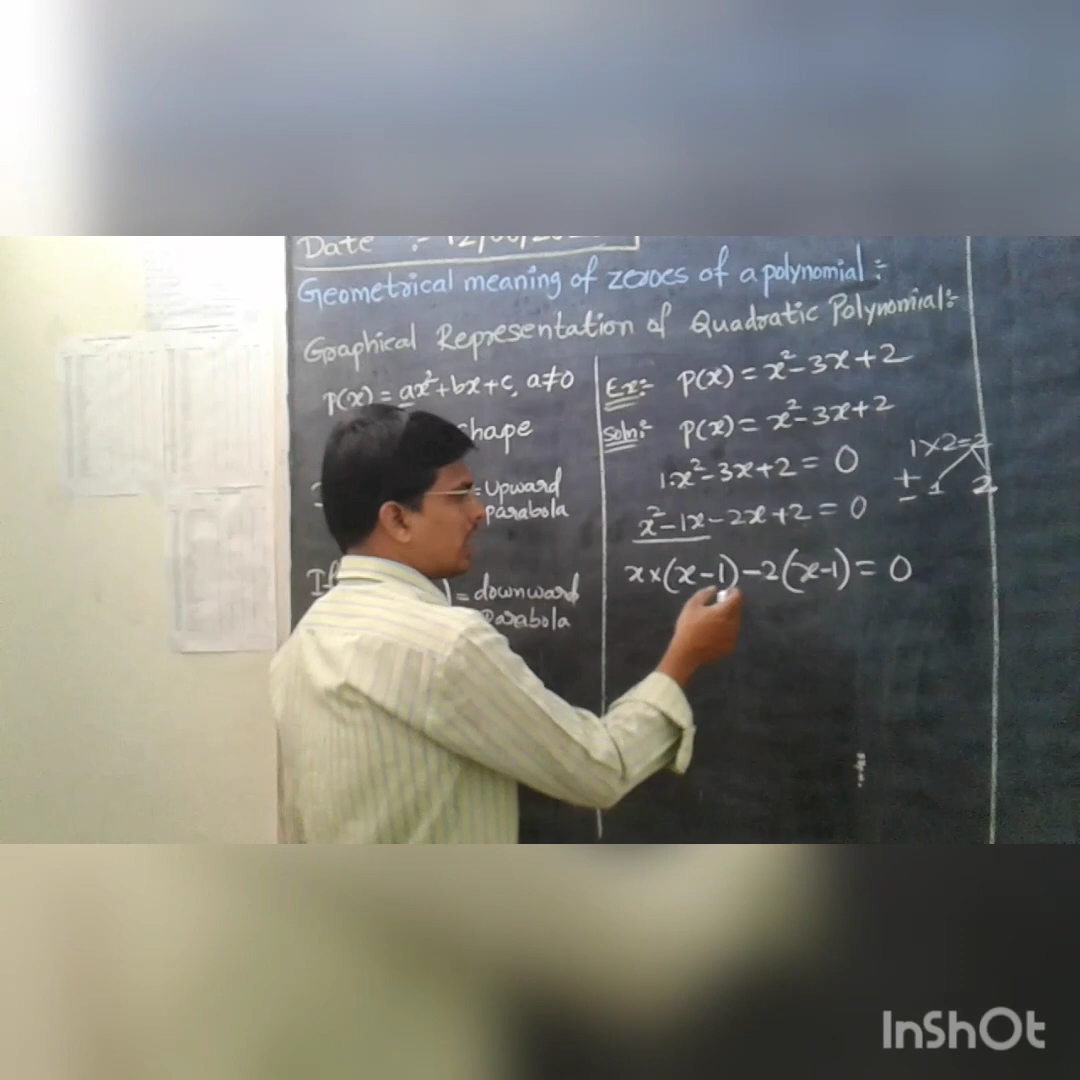 Date :-
Geometrical meaning of zeroes of a polynomial :-
Graphical Representation of Quadratic Polynomial:-
P(x) = ax²+bx+c, a≠0
shape
= Upward
parabola
If
) = downward
Parabola
Ex:- P(x) = x²-3x+2
Soln:- P(x) = x²-3x+2
1x²-3x+2 = 0
x²-1x-2x+2 = 0
x×(x-1)-2(x-1) = 0
1×2=2
± 1 2
InShOt